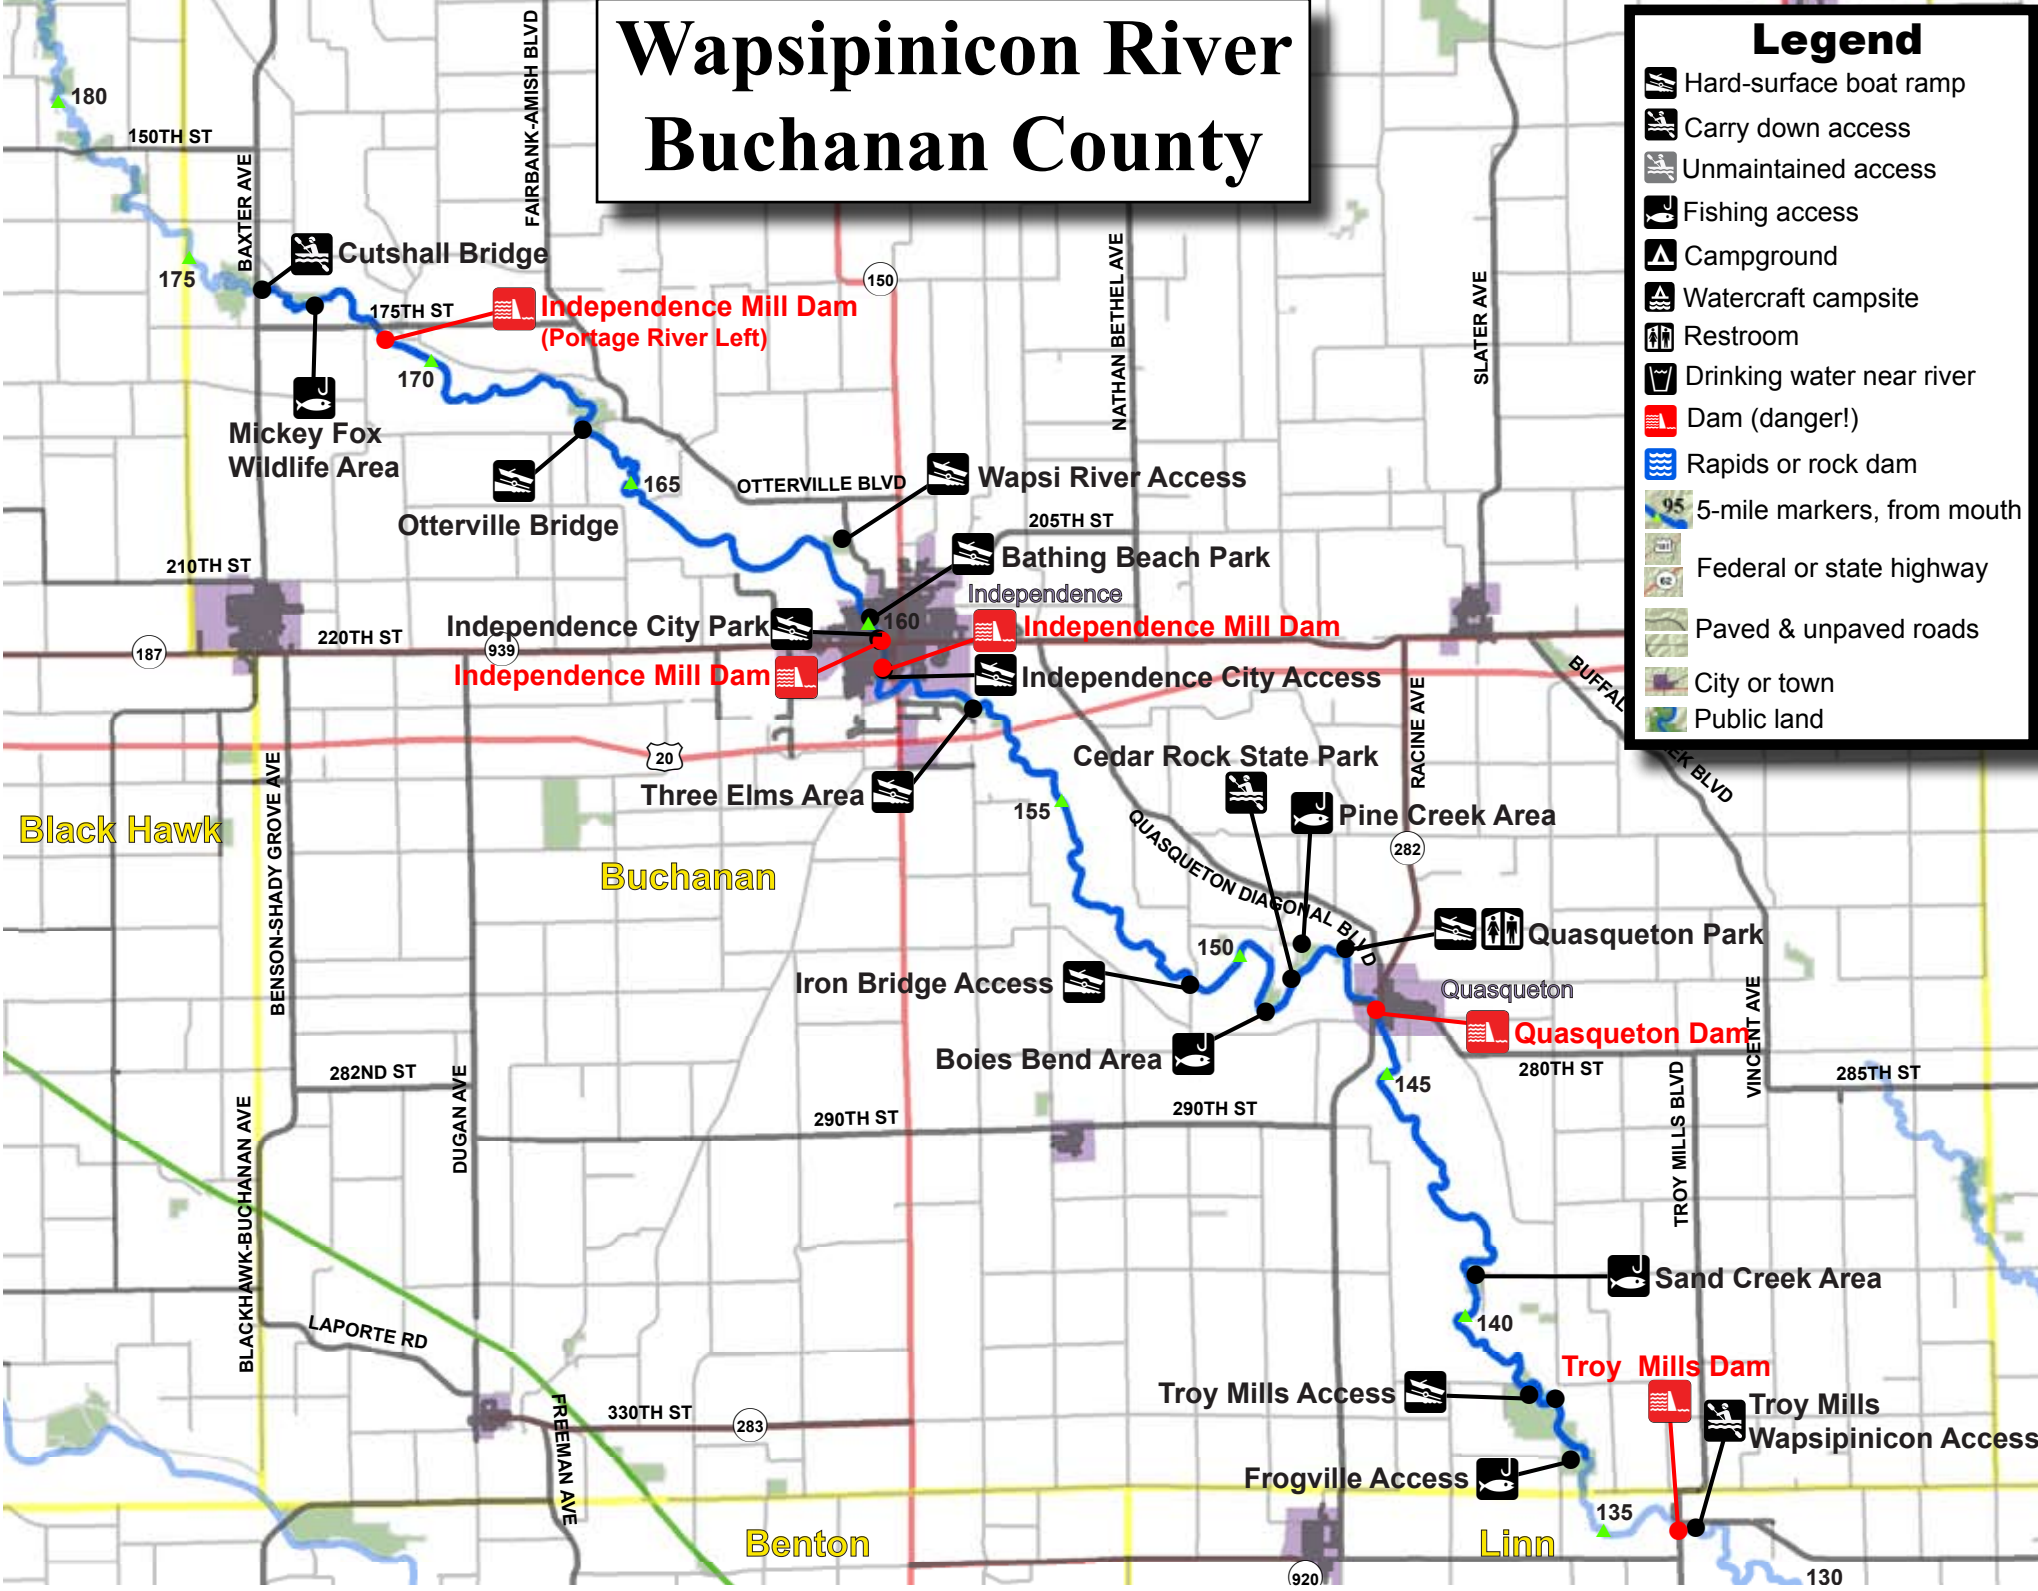 Wapsipinicon River
Buchanan County
Legend
Hard-surface boat ramp
Carry down access
Unmaintained access
Fishing access
Campground
Watercraft campsite
Restroom
Drinking water near river
Dam (danger!)
Rapids or rock dam
95
5-mile markers, from mouth
62
Federal or state highway
Paved & unpaved roads
City or town
Public land
180
150TH ST
BAXTER AVE
FAIRBANK-AMISH BLVD
Cutshall Bridge
175
175TH ST
Independence Mill Dam
(Portage River Left)
150
NATHAN BETHEL AVE
SLATER AVE
170
Mickey Fox
Wildlife Area
Otterville Bridge
165
OTTERVILLE BLVD
Wapsi River Access
205TH ST
Bathing Beach Park
210TH ST
Independence
Independence City Park
160
Independence Mill Dam
187
220TH ST
939
Independence Mill Dam
Independence City Access
BUFFAL
EK BLVD
RACINE AVE
20
Three Elms Area
Cedar Rock State Park
155
Pine Creek Area
QUASQUETON DIAGONAL BLVD
282
Black Hawk
Buchanan
BENSON-SHADY GROVE AVE
150
Quasqueton Park
Iron Bridge Access
Quasqueton
Quasqueton Dam
VINCENT AVE
Boies Bend Area
145
280TH ST
285TH ST
282ND ST
DUGAN AVE
290TH ST
290TH ST
TROY MILLS BLVD
BLACKHAWK-BUCHANAN AVE
Sand Creek Area
140
LAPORTE RD
Troy Mills Dam
Troy Mills Access
Troy Mills
Wapsipinicon Access
FREEMAN AVE
330TH ST
283
Frogville Access
135
Benton
Linn
920
130